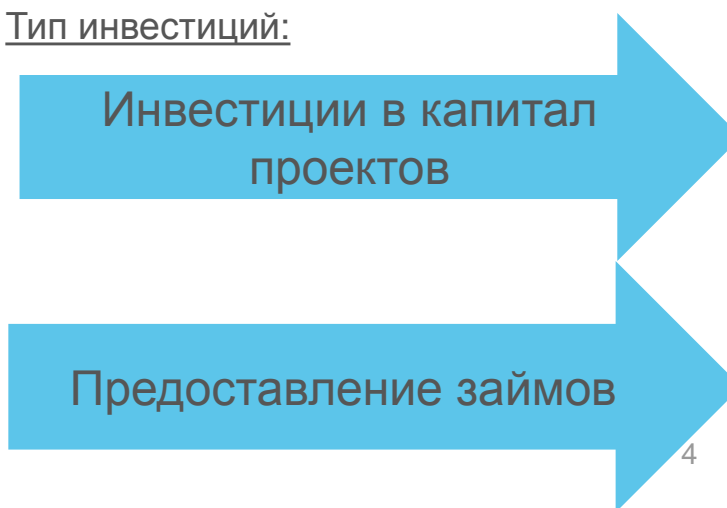 Тип инвестиций:
Инвестиции в капитал
проектов
Предоставление займов
4